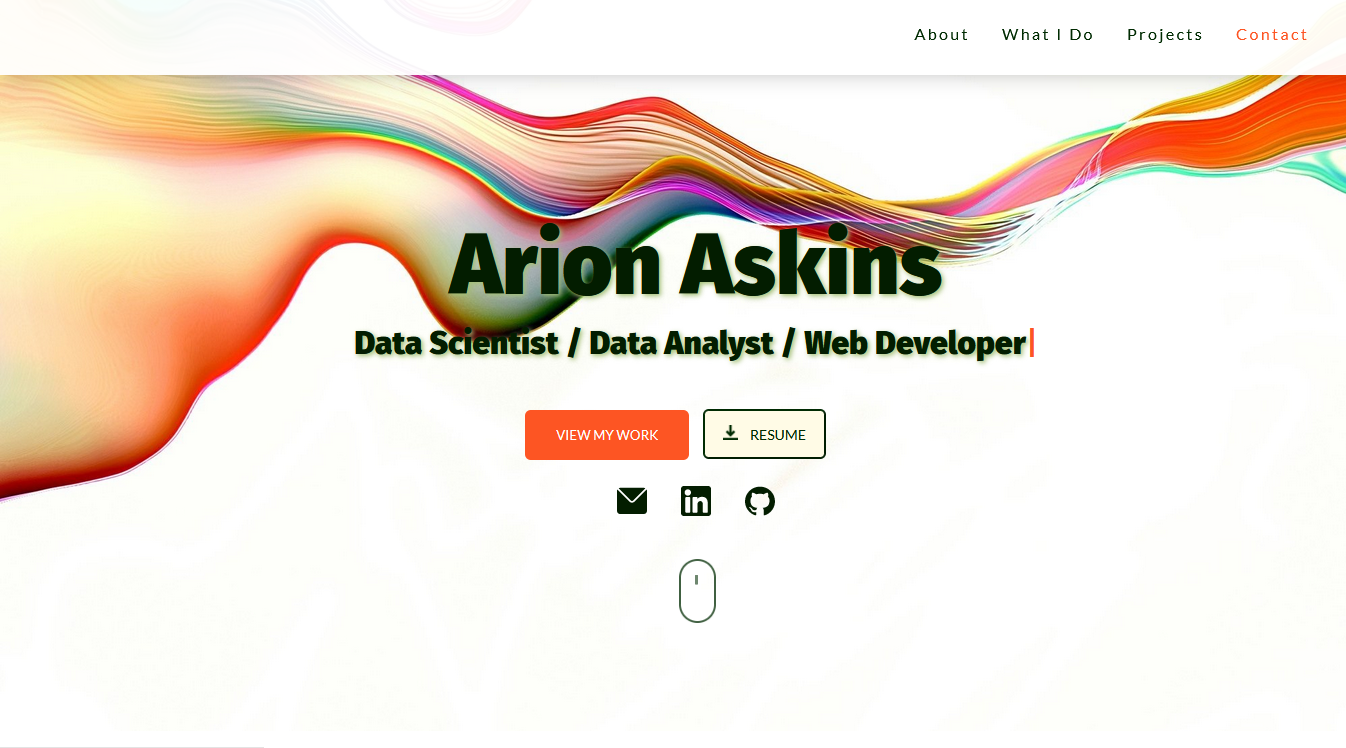 About What I Do Projects Contact
Arion Askins
Data Scientist / Data Analyst / Web Developer
VIEW MY WORK RESUME